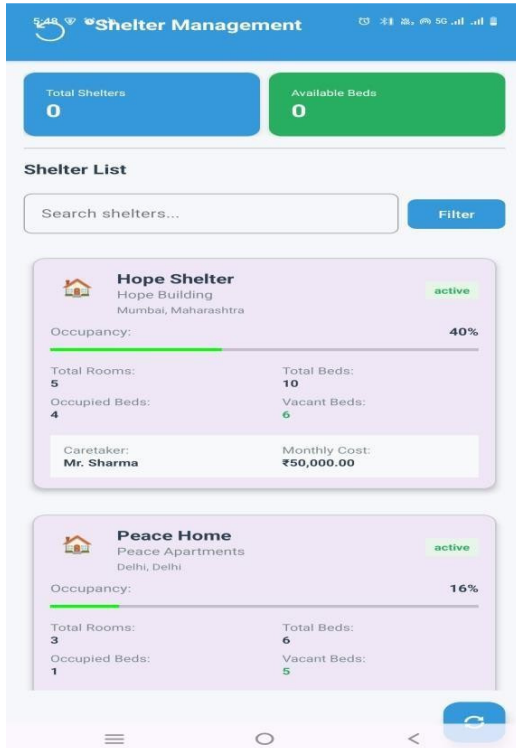 5:48 Shelter Management 5G
Total Shelters Available Beds
0 0
Shelter List
Search shelters... Filter
Hope Shelter
Hope Building active
Mumbai, Maharashtra
Occupancy: 40%
Total Rooms: Total Beds:
5 10
Occupied Beds: Vacant Beds:
4 6
Caretaker: Monthly Cost:
Mr. Sharma ₹50,000.00
Peace Home
Peace Apartments active
Delhi, Delhi
Occupancy: 16%
Total Rooms: Total Beds:
3 6
Occupied Beds: Vacant Beds:
1 5